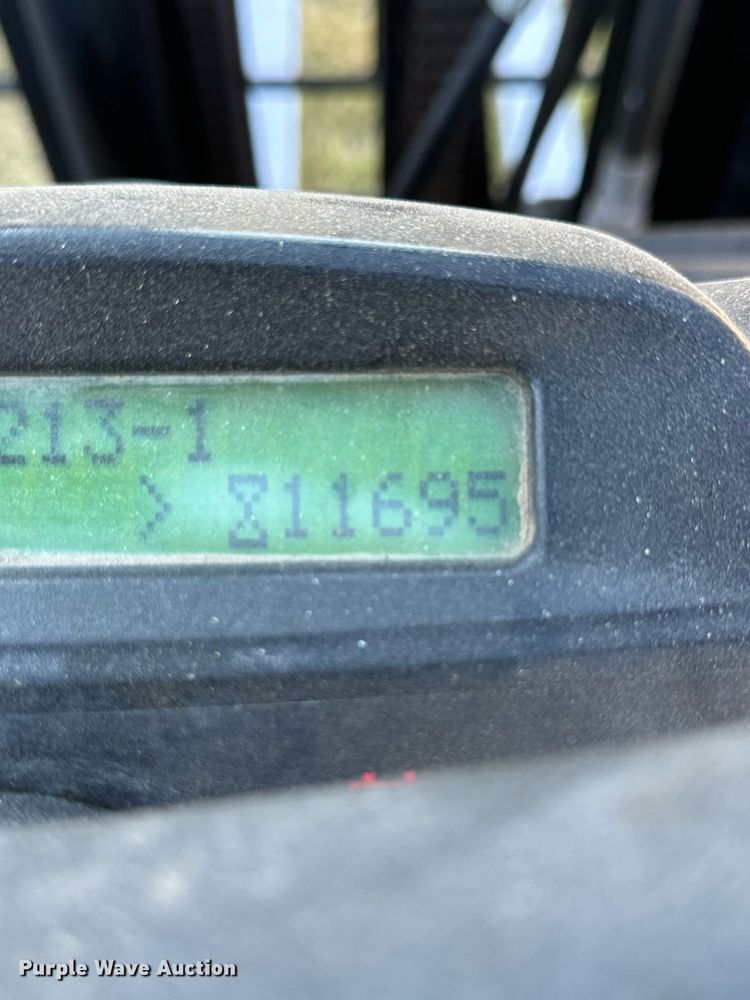 213-1
> ⌛11695
Purple Wave Auction